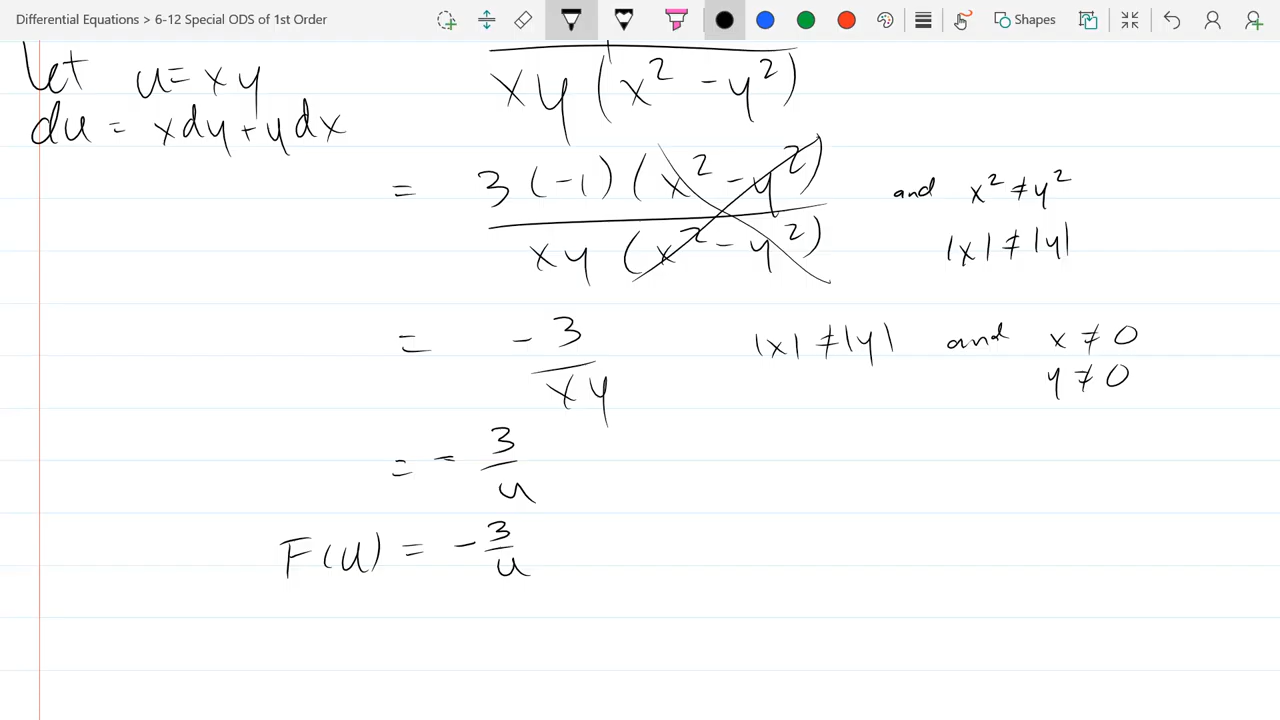 Differential Equations > 6-12 Special ODS of 1st Order
Shapes
let u = xy
du = xdy + ydx
xy (x² - y²)
= 3 (-1) (x² - y²) and x² ≠ y²
xy (x² - y²) |x| ≠ |y|
= - 3 |x| ≠ |y| and x ≠ 0
xy y ≠ 0
= - 3
u
F(u) = - 3
u